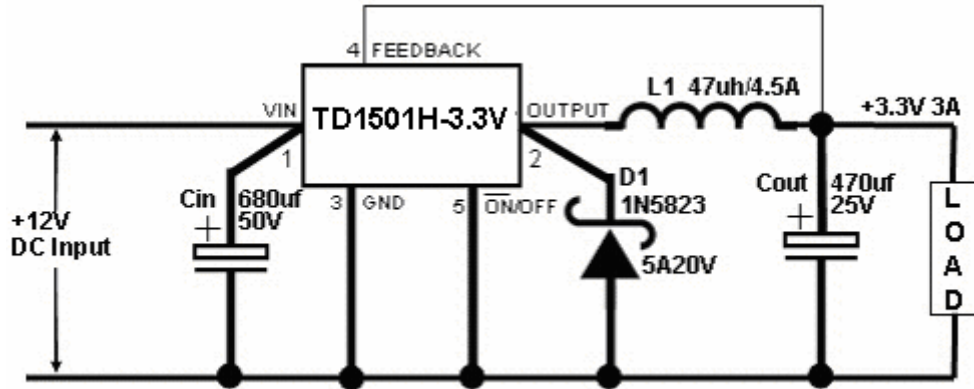 4 FEEDBACK
L1 47uh/4.5A
VIN
TD1501H-3.3V
OUTPUT
+3.3V 3A
1
2
Cin
680uf
50V
+
3
GND
5
ON/OFF
D1
1N5823
5A20V
Cout
470uf
25V
+
LOAD
+12V
DC Input